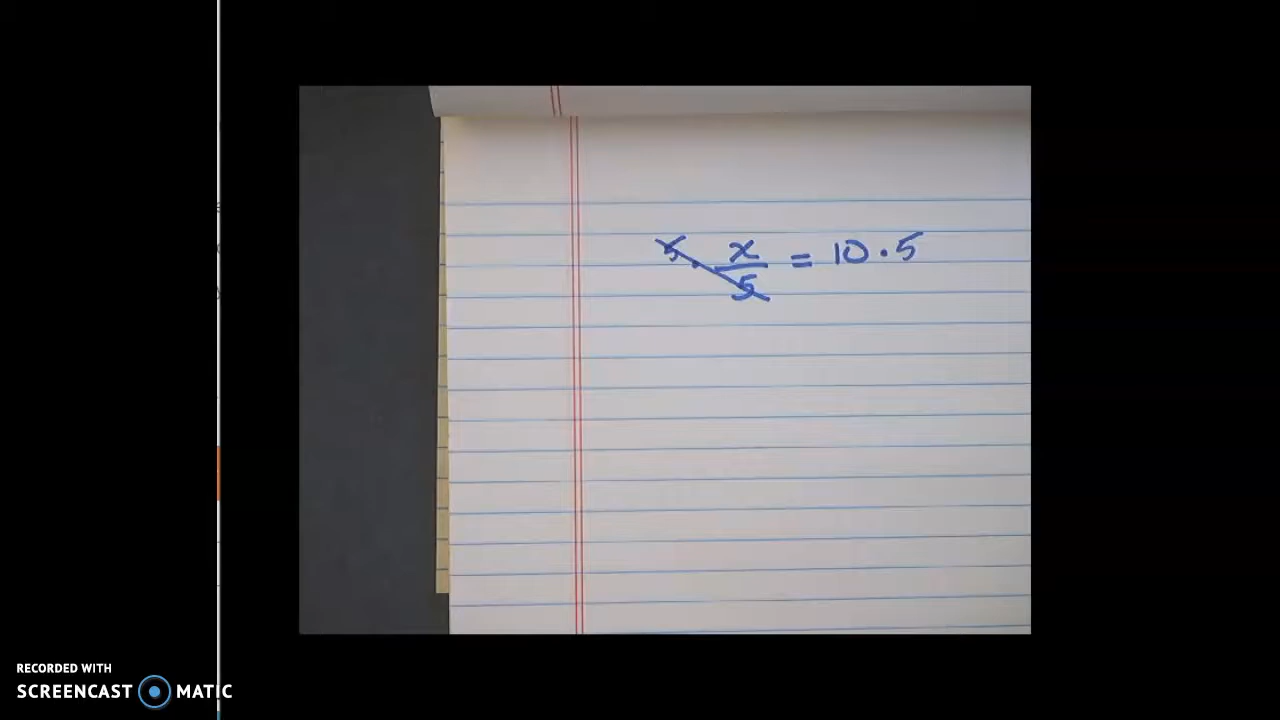 5 · x/5 = 10 · 5
RECORDED WITH
SCREENCAST MATIC